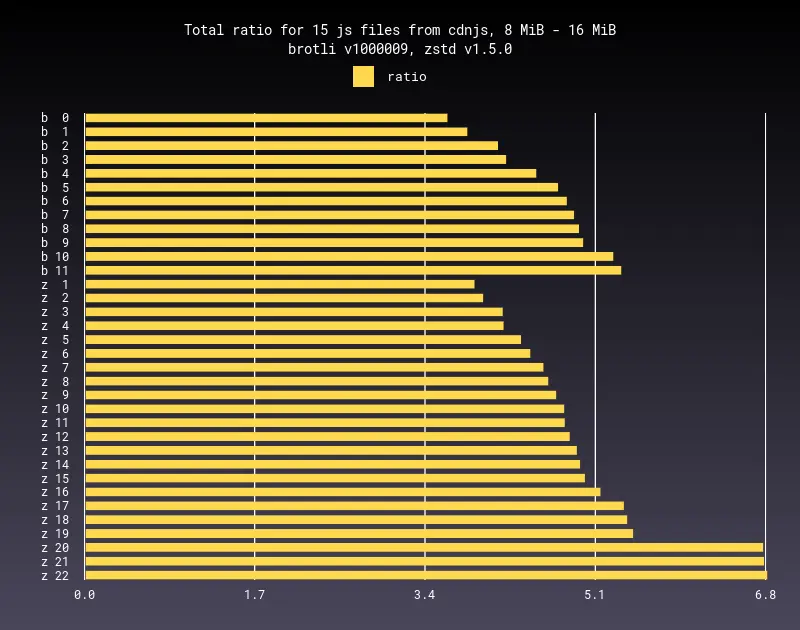 Total ratio for 15 js files from cdnjs, 8 MiB - 16 MiB
brotli v1000009, zstd v1.5.0
ratio
b 0
b 1
b 2
b 3
b 4
b 5
b 6
b 7
b 8
b 9
b 10
b 11
z 1
z 2
z 3
z 4
z 5
z 6
z 7
z 8
z 9
z 10
z 11
z 12
z 13
z 14
z 15
z 16
z 17
z 18
z 19
z 20
z 21
z 22
0.0 1.7 3.4 5.1 6.8